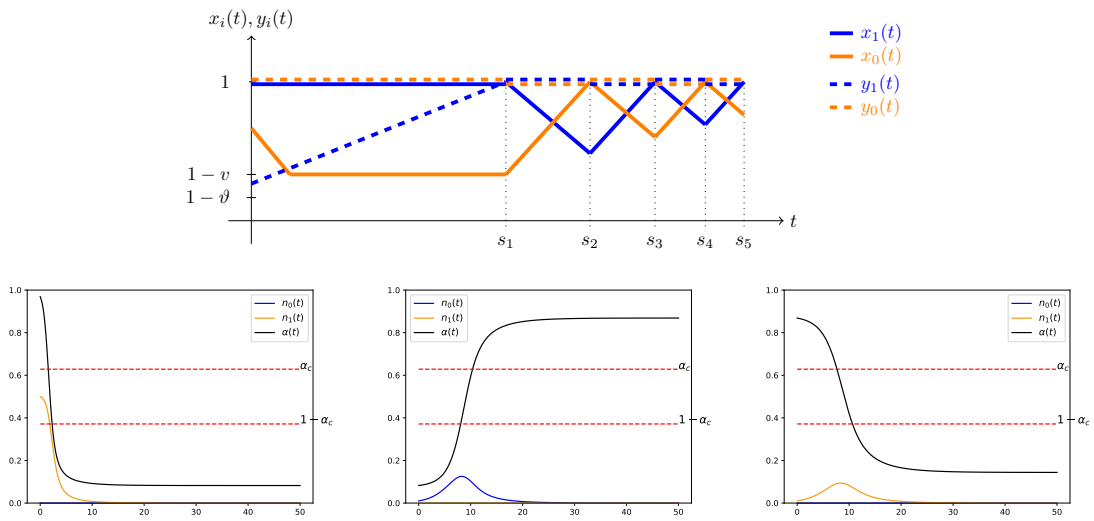 x_i(t), y_i(t)
x_1(t)
x_0(t)
y_1(t)
y_0(t)
1
1 − v
1 − ϑ
t
s_1 s_2 s_3 s_4 s_5
1.0
0.8
0.6
0.4
0.2
0.0
0 10 20 30 40 50
n_0(t)
n_1(t)
α(t)
α_c
1 − α_c
1.0
0.8
0.6
0.4
0.2
0.0
0 10 20 30 40 50
n_0(t)
n_1(t)
α(t)
α_c
1 − α_c
1.0
0.8
0.6
0.4
0.2
0.0
0 10 20 30 40 50
n_0(t)
n_1(t)
α(t)
α_c
1 − α_c